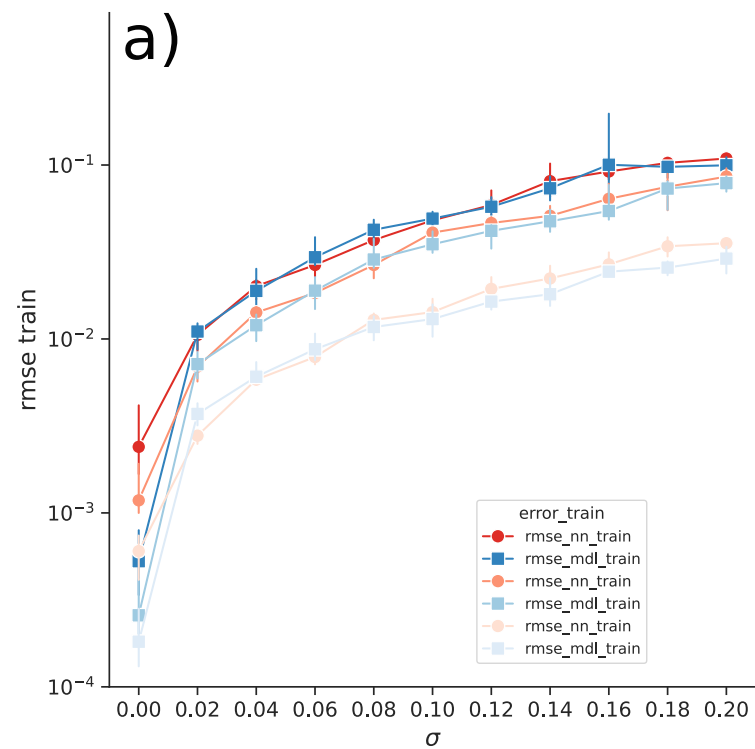 a)
rmse train
10⁻¹
10⁻²
10⁻³
10⁻⁴
error_train
rmse_nn_train
rmse_mdl_train
rmse_nn_train
rmse_mdl_train
rmse_nn_train
rmse_mdl_train
0.00 0.02 0.04 0.06 0.08 0.10 0.12 0.14 0.16 0.18 0.20
σ